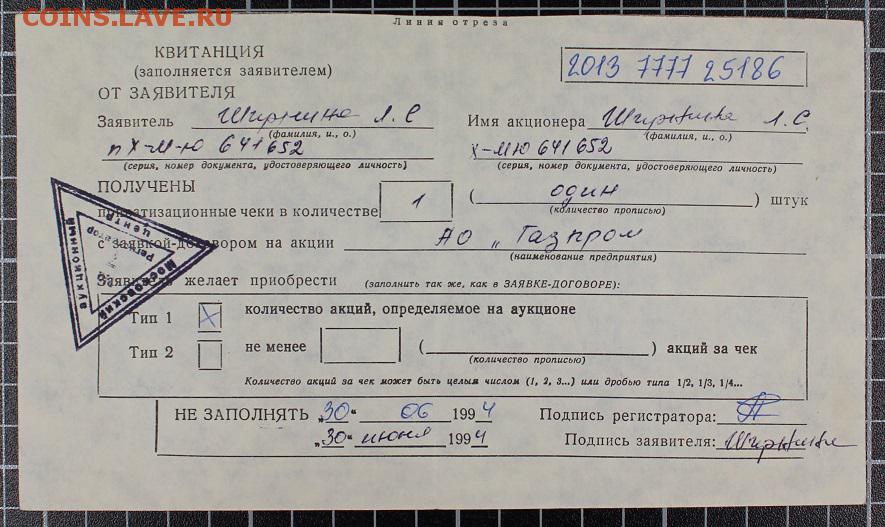 COINS.LAVE.RU
Линия отреза
КВИТАНЦИЯ
(заполняется заявителем)
2013 7777 25186
ОТ ЗАЯВИТЕЛЯ
Заявитель Л. С Имя акционера Л. С.
(фамилия, и., о.) (фамилия, и., о.)
641652 X-МЮ 641652
(серия, номер документа, удостоверяющего личность) (серия, номер документа, удостоверяющего личность)
ПОЛУЧЕНЫ
приватизационные чеки в количестве 1 ( один ) штук
(количество прописью)
с заявкой-договором на акции АО „Газпром
(наименование предприятия)
Заявитель желает приобрести (заполнить так же, как в ЗАЯВКЕ-ДОГОВОРЕ):
Тип 1 X количество акций, определяемое на аукционе
Тип 2 не менее ( ) акций за чек
(количество прописью)
Количество акций за чек может быть целым числом (1, 2, 3...) или дробью типа 1/2, 1/3, 1/4...
НЕ ЗАПОЛНЯТЬ „30“ 06 1994 Подпись регистратора:
„30“ июня 1994 Подпись заявителя:
Московский
аукционный
центр
Регистратор